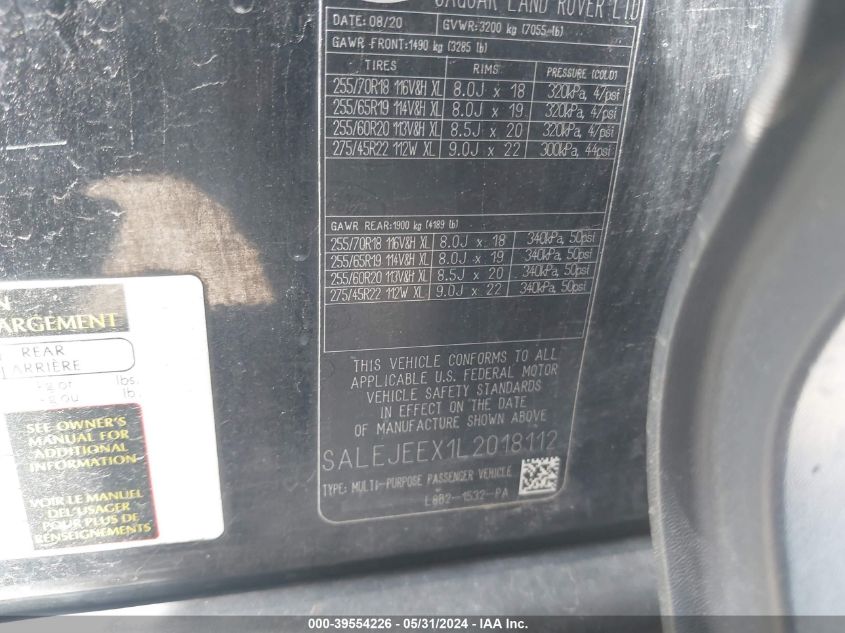 JAGUAR LAND ROVER LTD
DATE: 08/20 GVWR: 3200 kg (7055 lb)
GAWR FRONT: 1490 kg (3285 lb)
TIRES RIMS PRESSURE (COLD)
255/70R18 116V&H XL 8.0J x 18 320kPa, 47psi
255/65R19 114V&H XL 8.0J x 19 320kPa, 47psi
255/60R20 113V&H XL 8.5J x 20 320kPa, 47psi
275/45R22 112W XL 9.0J x 22 300kPa, 44psi
GAWR REAR: 1900 kg (4189 lb)
255/70R18 116V&H XL 8.0J x 18 340kPa, 50psi
255/65R19 114V&H XL 8.0J x 19 340kPa, 50psi
255/60R20 113V&H XL 8.5J x 20 340kPa, 50psi
275/45R22 112W XL 9.0J x 22 340kPa, 50psi
THIS VEHICLE CONFORMS TO ALL
APPLICABLE U.S. FEDERAL MOTOR
VEHICLE SAFETY STANDARDS
IN EFFECT ON THE DATE
OF MANUFACTURE SHOWN ABOVE
SALEJEEX1L2018112
TYPE: MULTI-PURPOSE PASSENGER VEHICLE
L8B2-1532-PA
ARGEMENT
REAR
ARRIÈRE
lbs.
lb.
SEE OWNER'S
MANUAL FOR
ADDITIONAL
INFORMATION
VOIR LE MANUEL
DE L'USAGER
POUR PLUS DE
RENSEIGNEMENTS
000-39554226 - 05/31/2024 - IAA Inc.